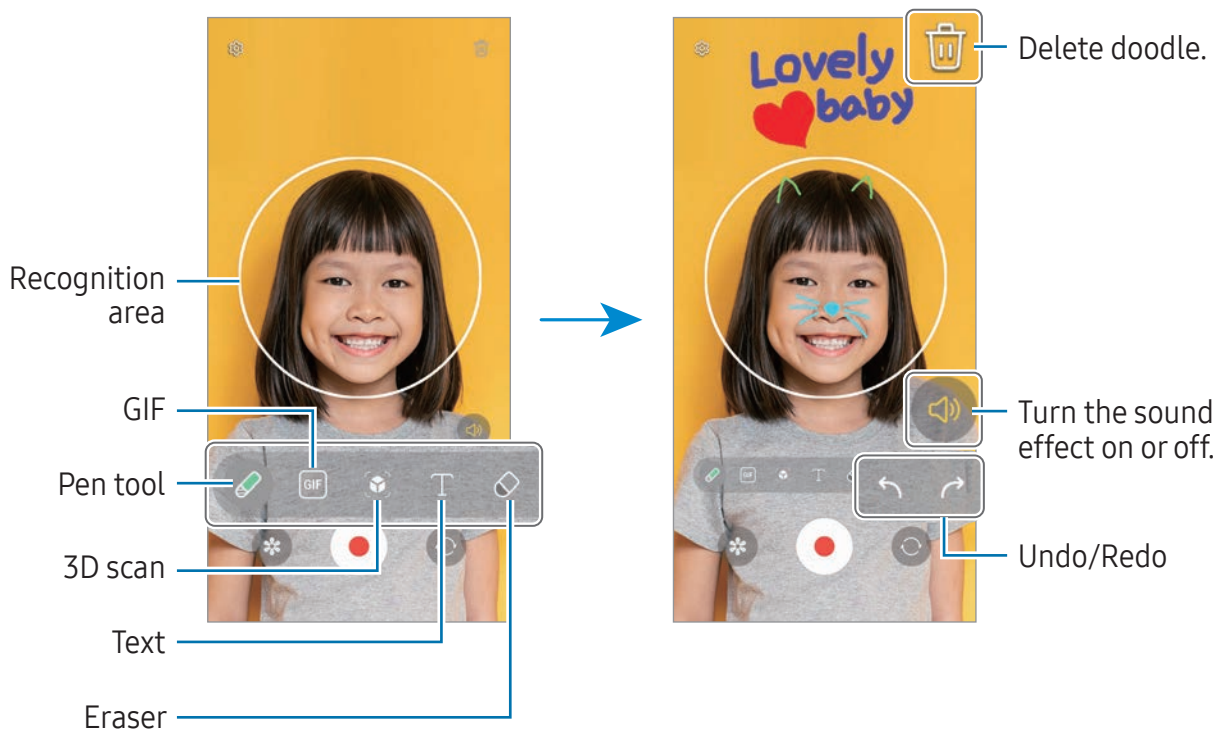 Lovely
baby
Delete doodle.
Recognition
area
GIF
Pen tool
3D scan
Text
Eraser
GIF
T
GIF
T
Turn the sound
effect on or off.
Undo/Redo